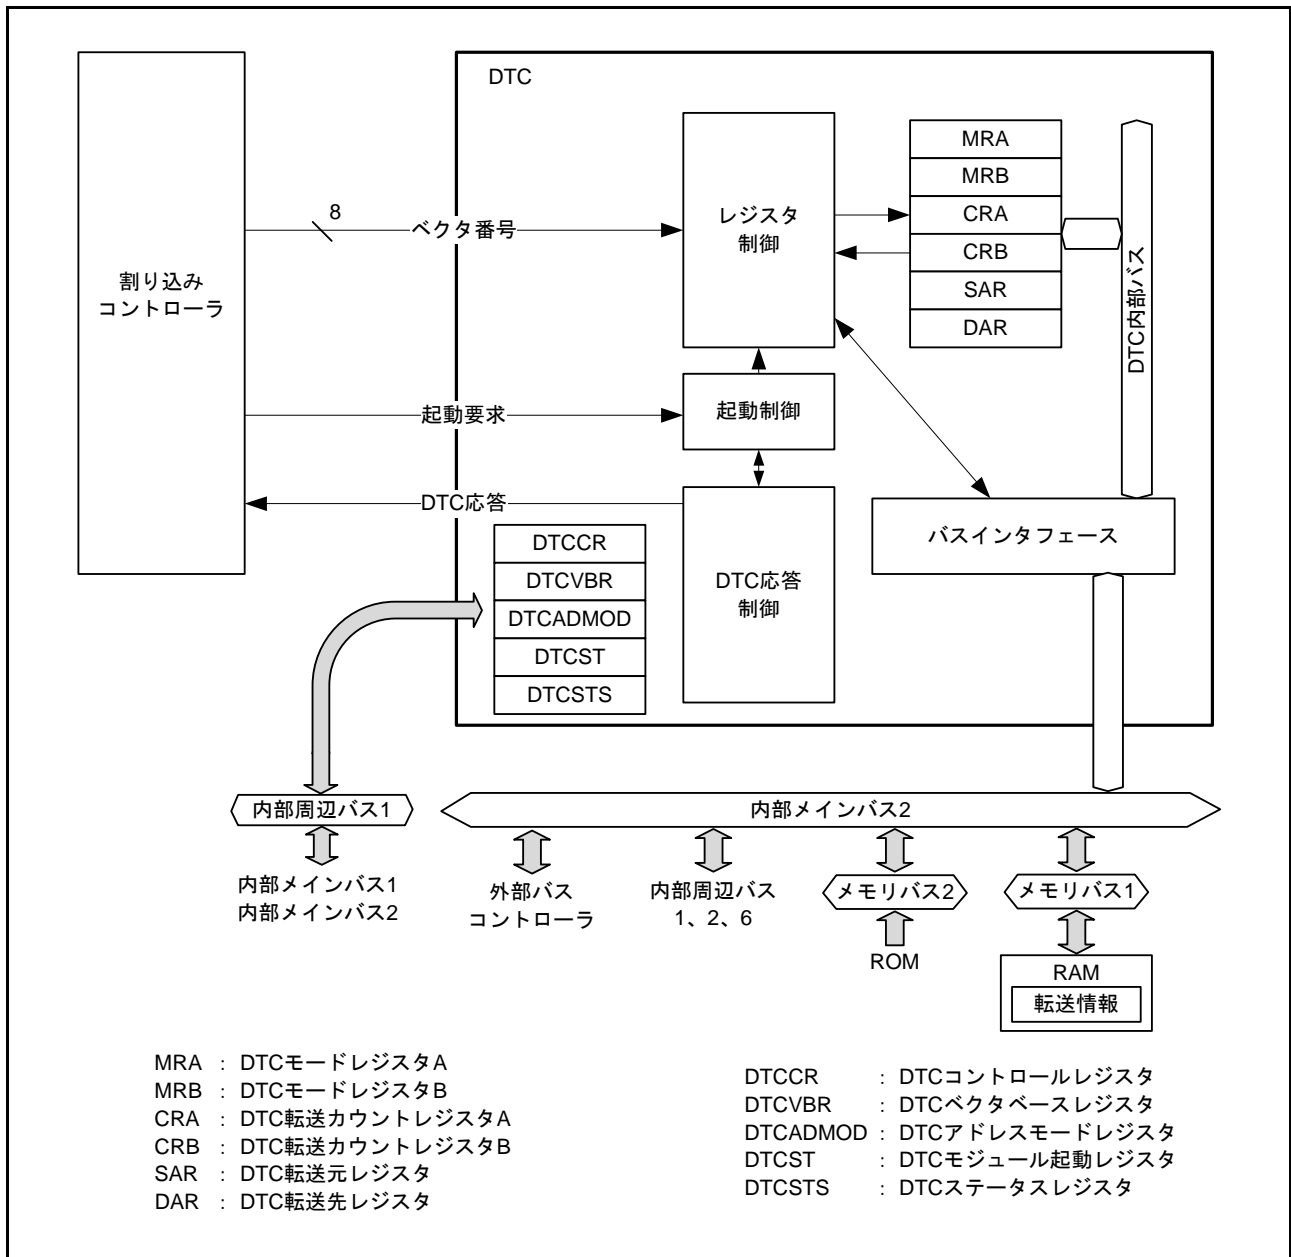 DTC
MRA
MRB
CRA
CRB
SAR
DAR
レジスタ
制御
8
ベクタ番号
割り込み
コントローラ
DTC内部バス
起動要求
起動制御
DTC応答
バスインタフェース
DTCCR
DTCVBR
DTCADMOD
DTCST
DTCSTS
DTC応答
制御
内部周辺バス1
内部メインバス2
内部メインバス1
内部メインバス2
外部バス
コントローラ
内部周辺バス
1、2、6
メモリバス2
メモリバス1
ROM
RAM
転送情報
MRA : DTCモードレジスタA
MRB : DTCモードレジスタB
CRA : DTC転送カウントレジスタA
CRB : DTC転送カウントレジスタB
SAR : DTC転送元レジスタ
DAR : DTC転送先レジスタ
DTCCR : DTCコントロールレジスタ
DTCVBR : DTCベクタベースレジスタ
DTCADMOD : DTCアドレスモードレジスタ
DTCST : DTCモジュール起動レジスタ
DTCSTS : DTCステータスレジスタ